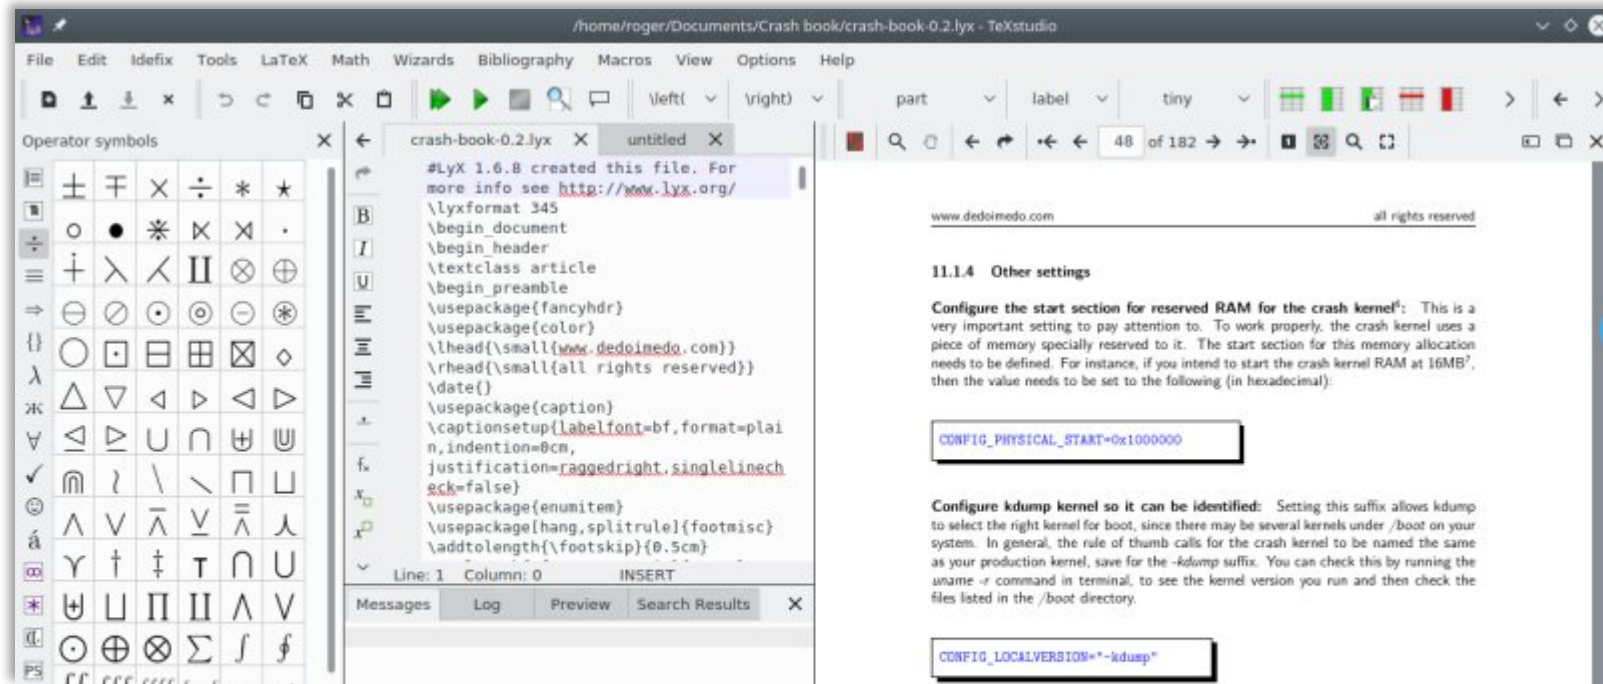 /home/roger/Documents/Crash book/crash-book-0.2.lyx - TeXstudio
File Edit Idefix Tools LaTeX Math Wizards Bibliography Macros View Options Help
\left( \right) part label tiny
Operator symbols
crash-book-0.2.lyx untitled
48 of 182
#LyX 1.6.8 created this file. For
more info see http://www.lyx.org/
\lyxformat 345
\begin_document
\begin_header
\textclass article
\begin_preamble
\usepackage{fancyhdr}
\usepackage{color}
\lhead{\small{www.dedoimedo.com}}
\rhead{\small{all rights reserved}}
\date{}
\usepackage{caption}
\captionsetup{labelfont=bf,format=plai
n,indention=0cm,
justification=raggedright,singlelinech
eck=false}
\usepackage{enumitem}
\usepackage[hang,splitrule]{footmisc}
\addtolength{\footskip}{0.5cm}
Line: 1 Column: 0 INSERT
Messages Log Preview Search Results
www.dedoimedo.com all rights reserved
11.1.4 Other settings
Configure the start section for reserved RAM for the crash kernel⁶: This is a
very important setting to pay attention to. To work properly, the crash kernel uses a
piece of memory specially reserved to it. The start section for this memory allocation
needs to be defined. For instance, if you intend to start the crash kernel RAM at 16MB⁷,
then the value needs to be set to the following (in hexadecimal):
CONFIG_PHYSICAL_START=0x1000000
Configure kdump kernel so it can be identified: Setting this suffix allows kdump
to select the right kernel for boot, since there may be several kernels under /boot on your
system. In general, the rule of thumb calls for the crash kernel to be named the same
as your production kernel, save for the -kdump suffix. You can check this by running the
uname -r command in terminal, to see the kernel version you run and then check the
files listed in the /boot directory.
CONFIG_LOCALVERSION="-kdump"